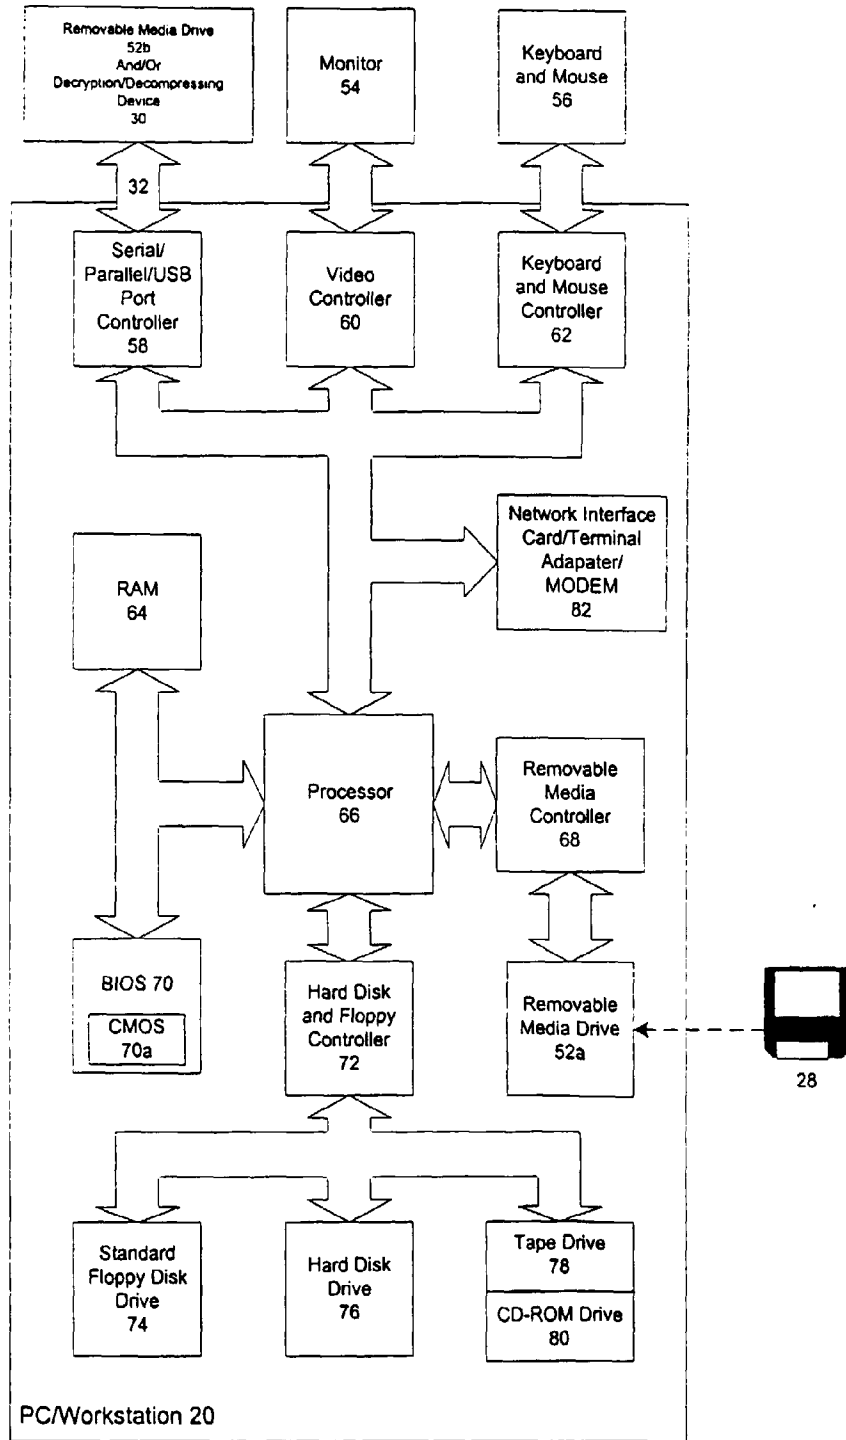 Removable Media Drive
52b
And/Or
Decryption/Decompressing
Device
30
Monitor
54
Keyboard
and Mouse
56
32
Serial/
Parallel/USB
Port
Controller
58
Video
Controller
60
Keyboard
and Mouse
Controller
62
Network Interface
Card/Terminal
Adapater/
MODEM
82
RAM
64
Processor
66
Removable
Media
Controller
68
BIOS 70
CMOS
70a
Hard Disk
and Floppy
Controller
72
Removable
Media Drive
52a
28
Standard
Floppy Disk
Drive
74
Hard Disk
Drive
76
Tape Drive
78
CD-ROM Drive
80
PC/Workstation 20